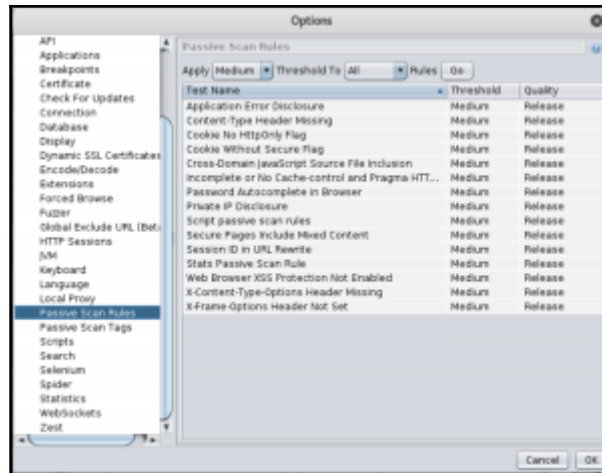 Options
API
Applications
Breakpoints
Certificate
Check For Updates
Connection
Database
Display
Dynamic SSL Certificates
Encode/Decode
Extensions
Forced Browse
Fuzzer
Global Exclude URL (Bet
HTTP Sessions
JVM
Keyboard
Language
Local Proxy
Passive Scan Rules
Passive Scan Tags
Scripts
Search
Selenium
Spider
Statistics
WebSockets
Zest
Passive Scan Rules
Apply Medium Threshold To All Rules Go
Test Name Threshold Quality
Application Error Disclosure Medium Release
Content-Type Header Missing Medium Release
Cookie No HttpOnly Flag Medium Release
Cookie Without Secure Flag Medium Release
Cross-Domain JavaScript Source File Inclusion Medium Release
Incomplete or No Cache-control and Pragma HTT... Medium Release
Password Autocomplete in Browser Medium Release
Private IP Disclosure Medium Release
Script passive scan rules Medium Release
Secure Pages Include Mixed Content Medium Release
Session ID in URL Rewrite Medium Release
Stats Passive Scan Rule Medium Release
Web Browser XSS Protection Not Enabled Medium Release
X-Content-Type-Options Header Missing Medium Release
X-Frame-Options Header Not Set Medium Release
Cancel OK